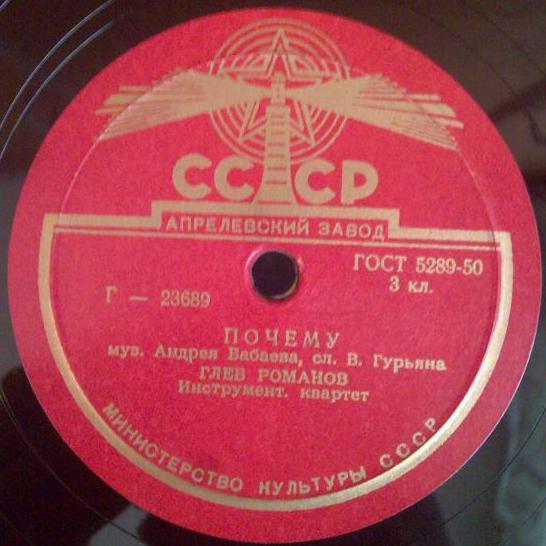 СССР
АПРЕЛЕВСКИЙ ЗАВОД
ГОСТ 5289-50
3 кл.
Г — 23689
ПОЧЕМУ
муз. Андрея Бабаева, сл. В. Гурьяна
ГЛЕБ РОМАНОВ
Инструмент. квартет
МИНИСТЕРСТВО КУЛЬТУРЫ СССР